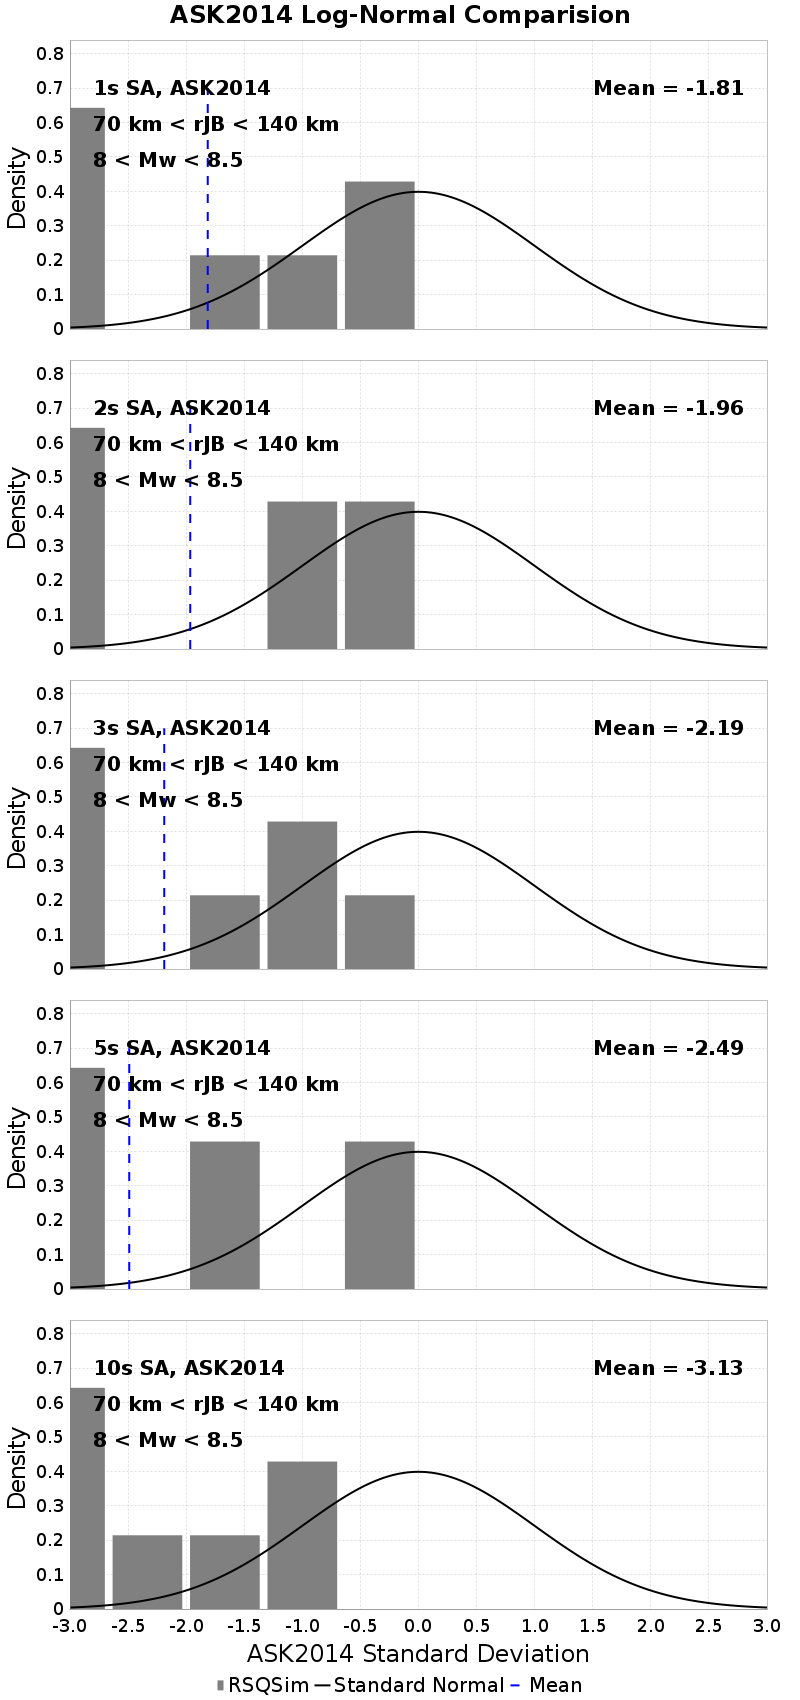 ASK2014 Log-Normal Comparision
0.8
0.7
0.6
0.5
0.4
0.3
0.2
0.1
0
Density
1s SA, ASK2014
Mean = -1.81
70 km < rJB < 140 km
8 < Mw < 8.5
0.8
0.7
0.6
0.5
0.4
0.3
0.2
0.1
0
Density
2s SA, ASK2014
Mean = -1.96
70 km < rJB < 140 km
8 < Mw < 8.5
0.8
0.7
0.6
0.5
0.4
0.3
0.2
0.1
0
Density
3s SA, ASK2014
Mean = -2.19
70 km < rJB < 140 km
8 < Mw < 8.5
0.8
0.7
0.6
0.5
0.4
0.3
0.2
0.1
0
Density
5s SA, ASK2014
Mean = -2.49
70 km < rJB < 140 km
8 < Mw < 8.5
0.8
0.7
0.6
0.5
0.4
0.3
0.2
0.1
0
Density
10s SA, ASK2014
Mean = -3.13
70 km < rJB < 140 km
8 < Mw < 8.5
-3.0 -2.5 -2.0 -1.5 -1.0 -0.5 0.0 0.5 1.0 1.5 2.0 2.5 3.0
ASK2014 Standard Deviation
RSQSim Standard Normal Mean